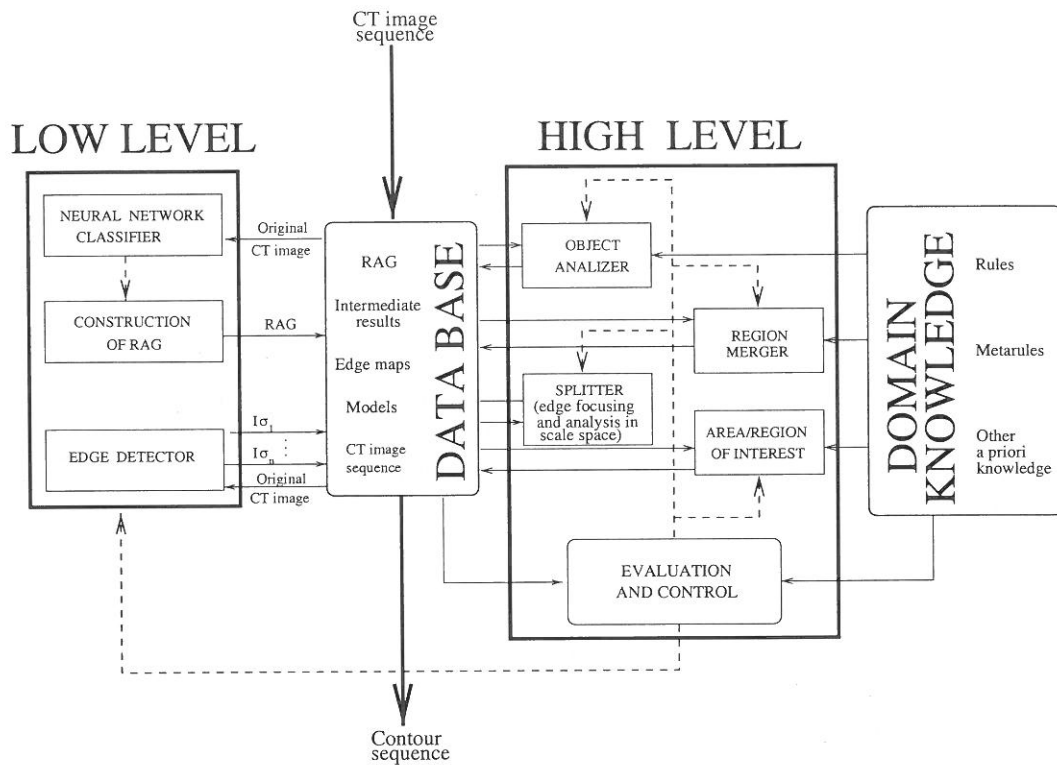 CT image
sequence
LOW LEVEL
HIGH LEVEL
NEURAL NETWORK
CLASSIFIER
Original
CT image
CONSTRUCTION
OF RAG
RAG
EDGE DETECTOR
Iσ1
⋮
Iσn
Original
CT image
RAG
Intermediate
results
Edge maps
Models
CT image
sequence
DATA BASE
OBJECT
ANALIZER
REGION
MERGER
SPLITTER
(edge focusing
and analysis in
scale space)
AREA/REGION
OF INTEREST
EVALUATION
AND CONTROL
DOMAIN
KNOWLEDGE
Rules
Metarules
Other
a priori
knowledge
Contour
sequence